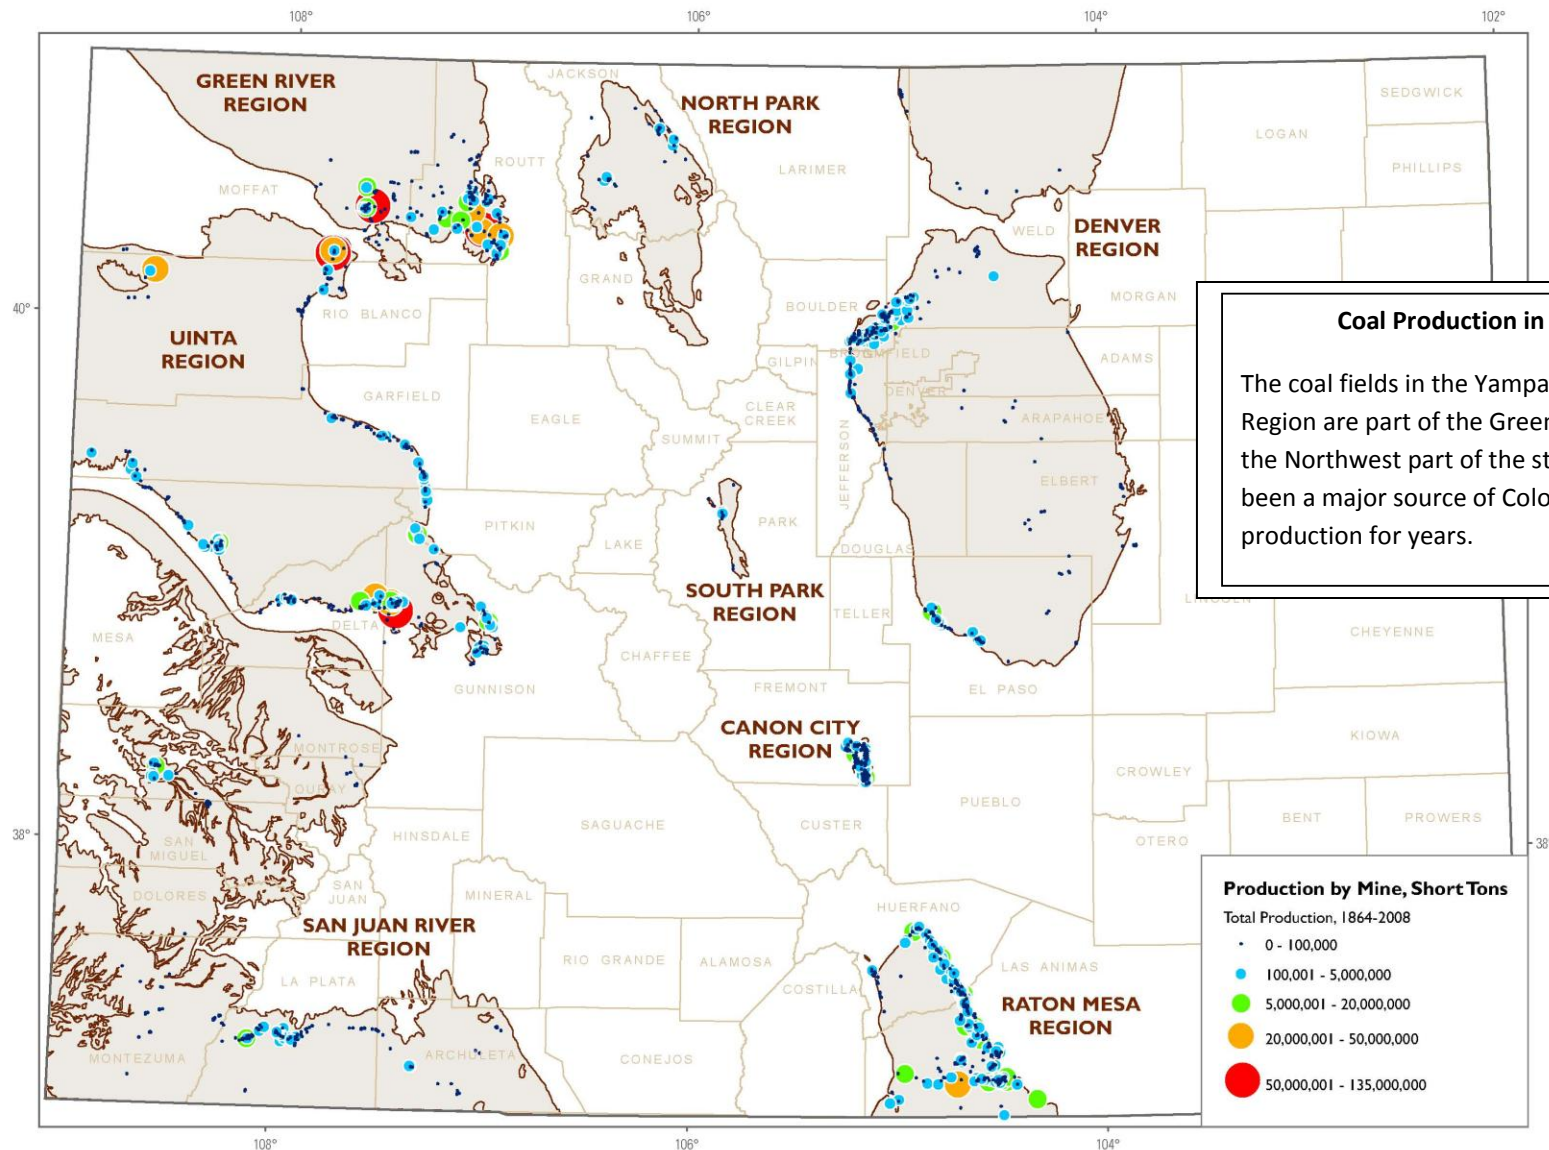 108°
106°
104°
102°
GREEN RIVER
REGION
JACKSON
NORTH PARK
REGION
SEDGWICK
LOGAN
PHILLIPS
ROUTT
LARIMER
MOFFAT
WELD
DENVER
REGION
GRAND
MORGAN
BOULDER
40°
RIO BLANCO
UINTA
REGION
GILPIN
ADAMS
Coal Production in
The coal fields in the Yampa
Region are part of the Green
the Northwest part of the st
been a major source of Colo
production for years.
GARFIELD
EAGLE
CLEAR
CREEK
DENVER
ARAPAHOE
SUMMIT
JEFFERSON
ELBERT
PITKIN
PARK
LAKE
DOUGLAS
SOUTH PARK
REGION
TELLER
LINCOLN
MESA
DELTA
CHEYENNE
CHAFFEE
GUNNISON
FREMONT
EL PASO
CANON CITY
REGION
KIOWA
MONTROSE
OURAY
CROWLEY
PUEBLO
SAGUACHE
CUSTER
BENT
PROWERS
HINSDALE
OTERO
38°
38
SAN
MIGUEL
DOLORES
SAN
JUAN
MINERAL
HUERFANO
SAN JUAN RIVER
REGION
RIO GRANDE
ALAMOSA
LAS ANIMAS
LA PLATA
COSTILLA
RATON MESA
REGION
MONTEZUMA
ARCHULETA
CONEJOS
Production by Mine, Short Tons
Total Production, 1864-2008
0 - 100,000
100,001 - 5,000,000
5,000,001 - 20,000,000
20,000,001 - 50,000,000
50,000,001 - 135,000,000
108°
106°
104°